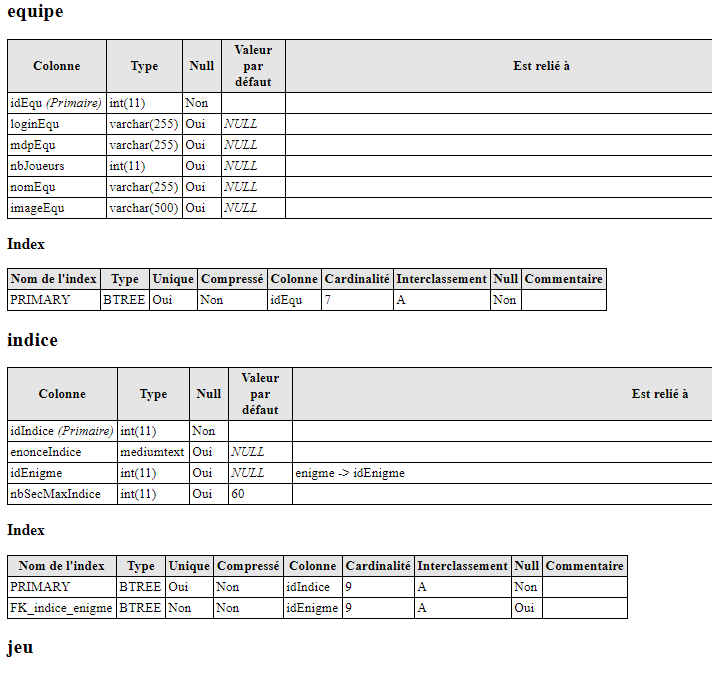 equipe
Colonne Type Null Valeur par défaut Est relié à
idEqu (Primaire) int(11) Non
loginEqu varchar(255) Oui NULL
mdpEqu varchar(255) Oui NULL
nbJoueurs int(11) Oui NULL
nomEqu varchar(255) Oui NULL
imageEqu varchar(500) Oui NULL
Index
Nom de l'index Type Unique Compressé Colonne Cardinalité Interclassement Null Commentaire
PRIMARY BTREE Oui Non idEqu 7 A Non
indice
Colonne Type Null Valeur par défaut Est relié à
idIndice (Primaire) int(11) Non
enonceIndice mediumtext Oui NULL
idEnigme int(11) Oui NULL enigme -> idEnigme
nbSecMaxIndice int(11) Oui 60
Index
Nom de l'index Type Unique Compressé Colonne Cardinalité Interclassement Null Commentaire
PRIMARY BTREE Oui Non idIndice 9 A Non
FK_indice_enigme BTREE Non Non idEnigme 9 A Oui
jeu